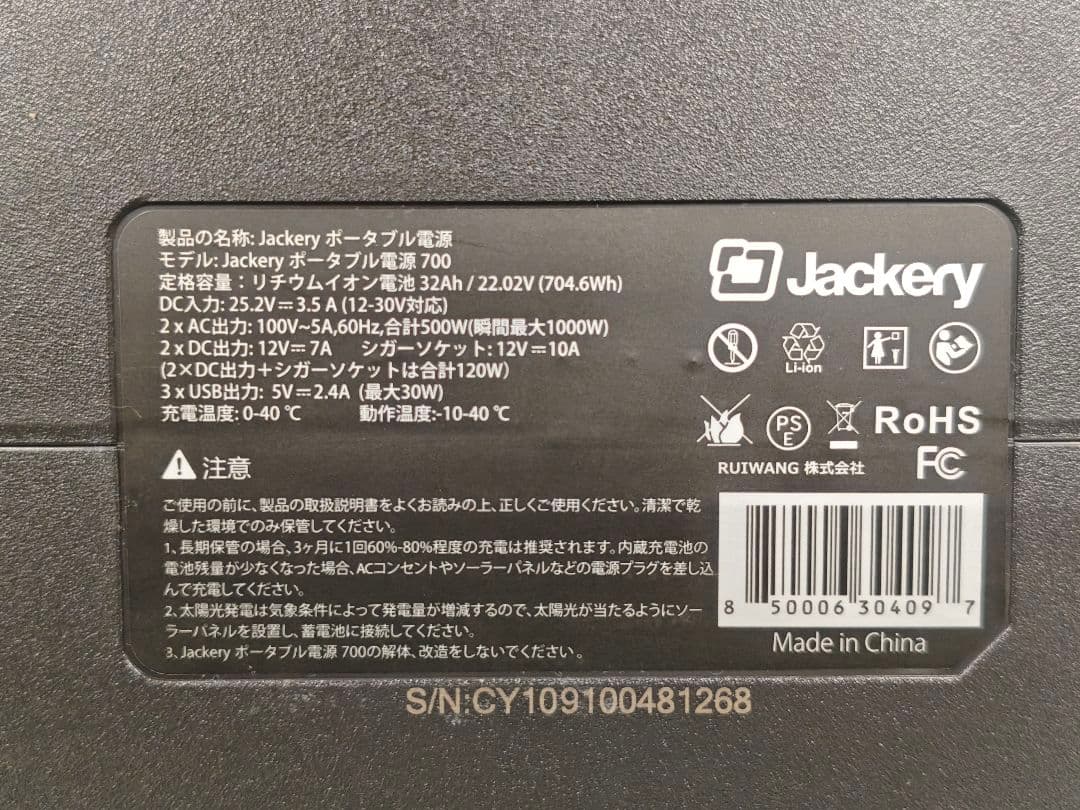 製品の名称: Jackery ポータブル電源
モデル: Jackery ポータブル電源 700
定格容量：リチウムイオン電池 32Ah / 22.02V (704.6Wh)
DC入力: 25.2V⎓3.5 A (12-30V対応)
2 x AC出力: 100V~5A,60Hz,合計500W(瞬間最大1000W)
2 x DC出力: 12V⎓7A シガーソケット: 12V⎓10A
(2×DC出力＋シガーソケットは合計120W)
3 x USB出力: 5V⎓2.4A (最大30W)
充電温度: 0-40 ℃ 動作温度:-10-40 ℃
注意
ご使用の前に、製品の取扱説明書をよくお読みの上、正しくご使用ください。清潔で乾
燥した環境でのみ保管してください。
1、長期保管の場合、3ヶ月に1回60%-80%程度の充電は推奨されます。内蔵充電池の
電池残量が少なくなった場合、ACコンセントやソーラーパネルなどの電源プラグを差し込
んで充電してください。
2、太陽光発電は気象条件によって発電量が増減するので、太陽光が当たるようにソー
ラーパネルを設置し、蓄電池に接続してください。
3、Jackery ポータブル電源 700の解体、改造をしないでください。
Jackery
Li-ion
PS
E
RoHS
RUIWANG 株式会社
FC
8 50006 30409 7
Made in China
S/N:CY109100481268